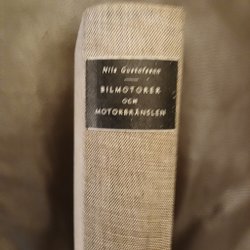 Nils Gustafsson
BILMOTORER
OCH
MOTORBRÄNSLEN